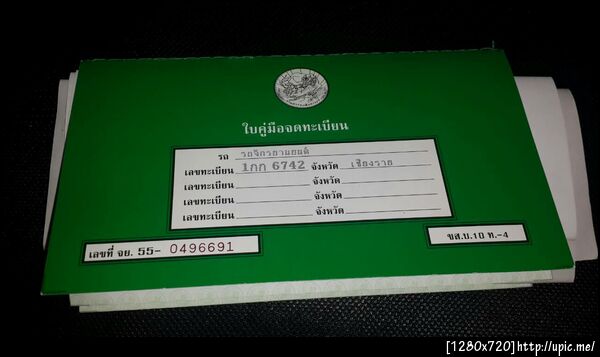 ใบคู่มือจดทะเบียน
รถ รถจักรยานยนต์
เลขทะเบียน 1กก 6742 จังหวัด เชียงราย
เลขทะเบียน จังหวัด
เลขทะเบียน จังหวัด
เลขทะเบียน จังหวัด
เลขที่ จย. 55- 0496691
ขส.บ.10 ท.-4
[1280x720]http://upic.me/